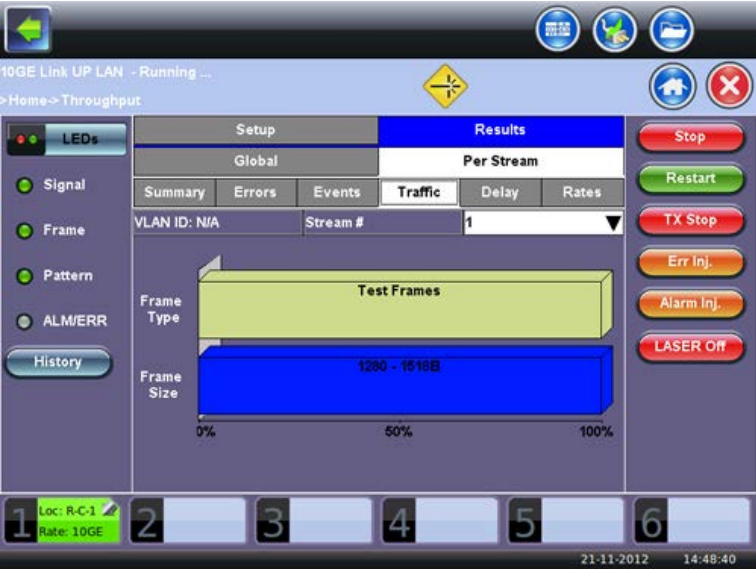 10GE Link UP LAN - Running ...
>Home->Throughput
LEDs
Signal
Frame
Pattern
ALM/ERR
History
Setup
Results
Global
Per Stream
Summary
Errors
Events
Traffic
Delay
Rates
VLAN ID: N/A
Stream #
1
Frame Type
Test Frames
Frame Size
1280 - 1518B
0%
50%
100%
Stop
Restart
TX Stop
Err Inj.
Alarm Inj.
LASER Off
1
Loc: R-C-1
Rate: 10GE
2
3
4
5
6
21-11-2012 14:48:40